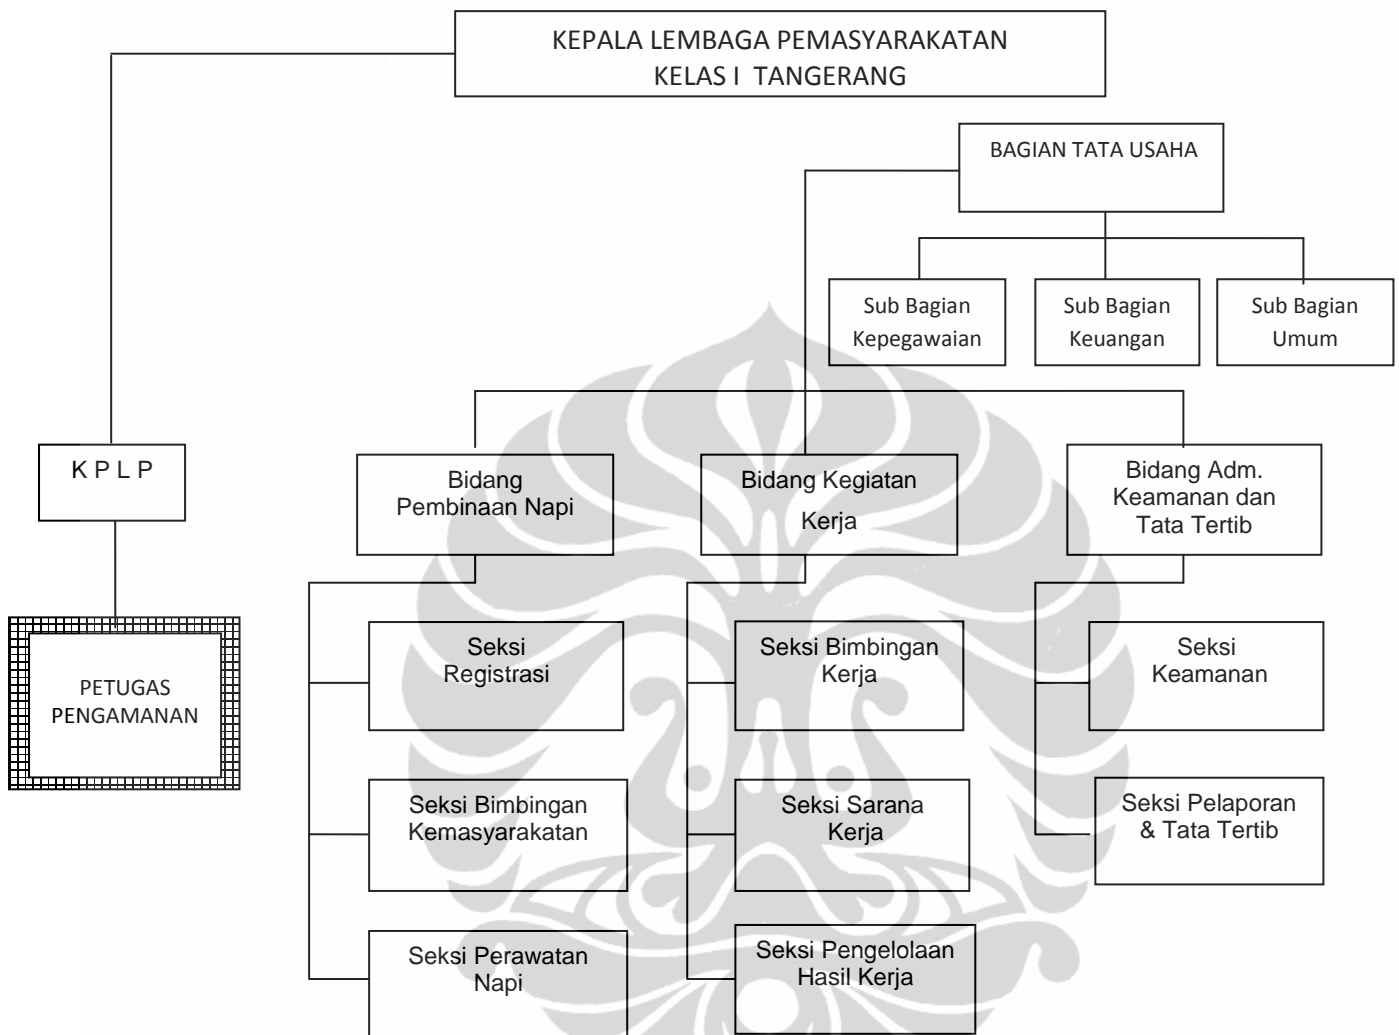 KEPALA LEMBAGA PEMASYARAKATAN
KELAS I TANGERANG
BAGIAN TATA USAHA
Sub Bagian
Kepegawaian
Sub Bagian
Keuangan
Sub Bagian
Umum
K P L P
Bidang
Pembinaan Napi
Bidang Kegiatan
Kerja
Bidang Adm.
Keamanan dan
Tata Tertib
PETUGAS
PENGAMANAN
Seksi
Registrasi
Seksi Bimbingan
Kerja
Seksi
Keamanan
Seksi Bimbingan
Kemasyarakatan
Seksi Sarana
Kerja
Seksi Pelaporan
& Tata Tertib
Seksi Perawatan
Napi
Seksi Pengelolaan
Hasil Kerja